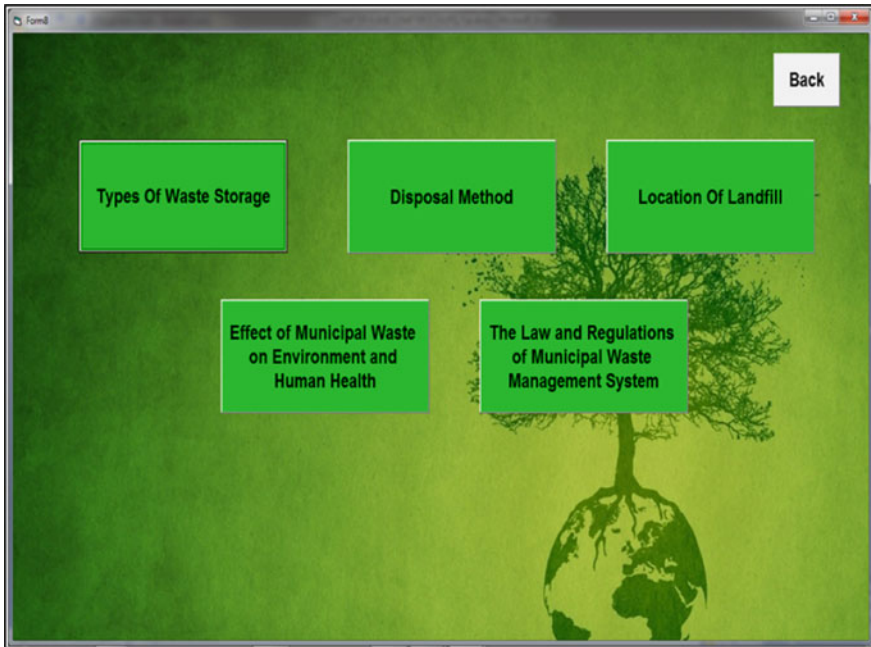 Form8
Back
Types Of Waste Storage
Disposal Method
Location Of Landfill
Effect of Municipal Waste
on Environment and
Human Health
The Law and Regulations
of Municipal Waste
Management System